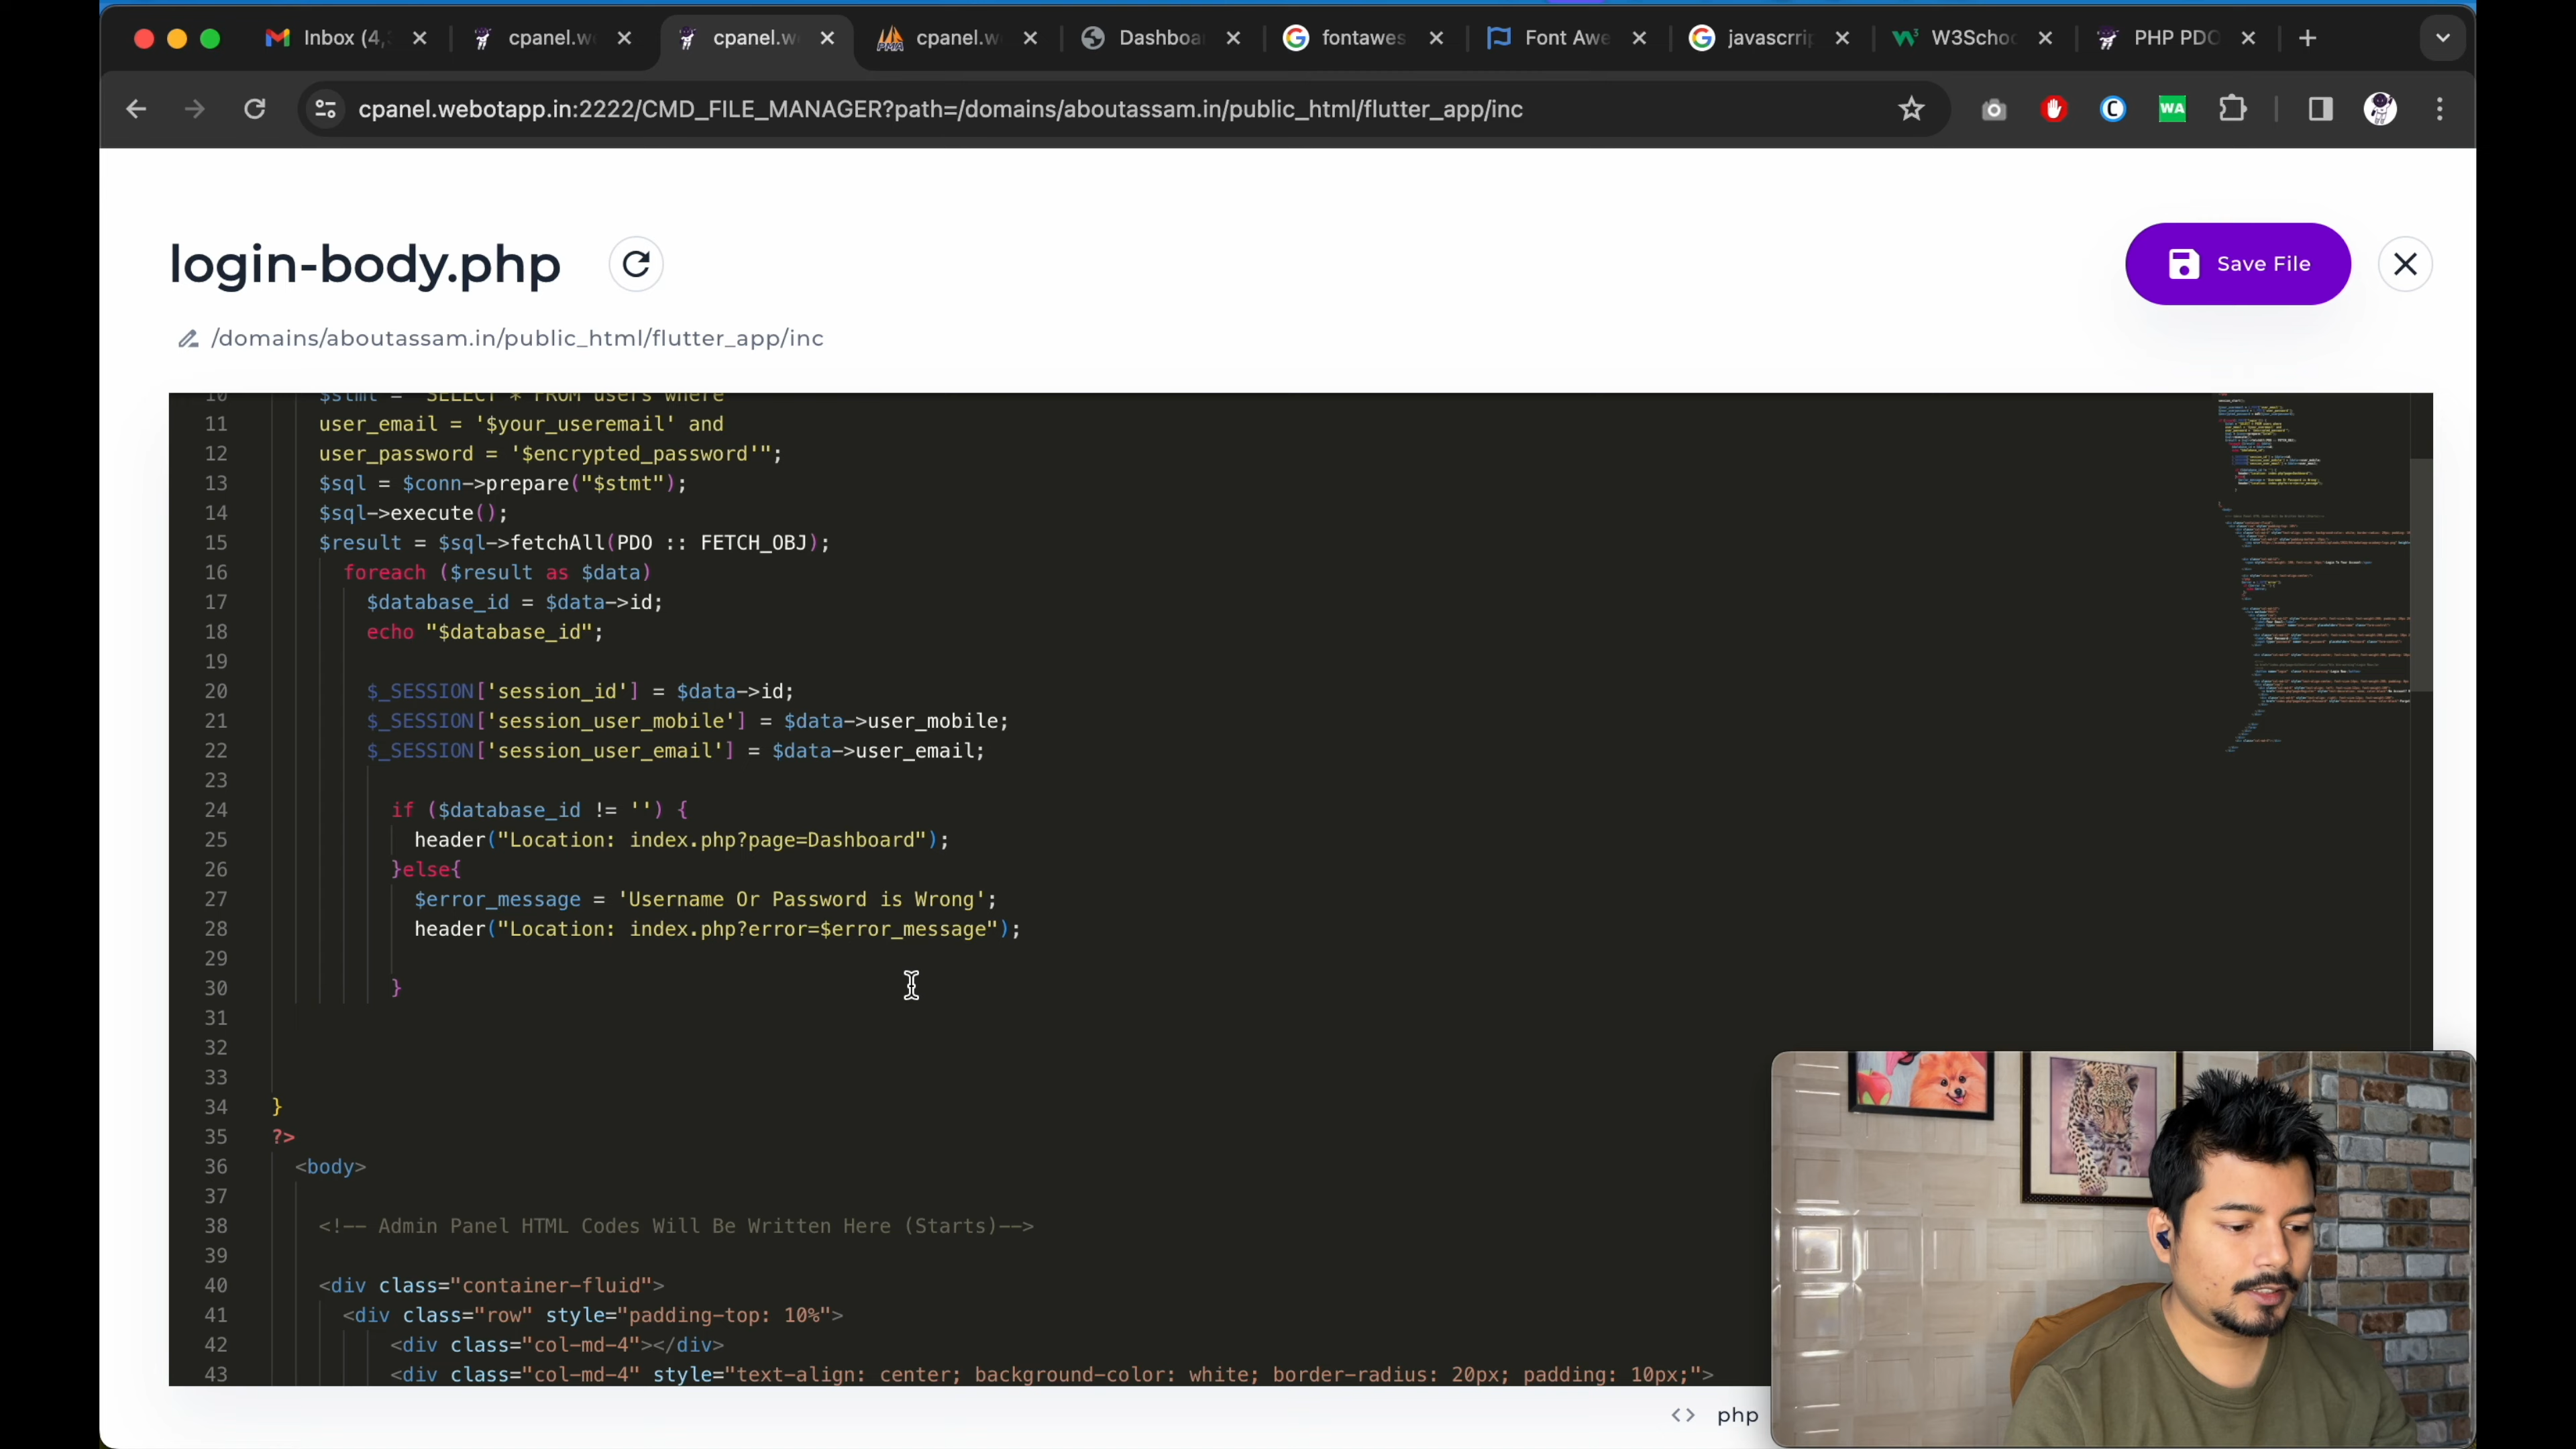 Inbox (4,
cpanel.w
cpanel.w
cpanel.w
Dashboa
fontawes
Font Awe
javascrri
W3Scho
PHP PDO
cpanel.webotapp.in:2222/CMD_FILE_MANAGER?path=/domains/aboutassam.in/public_html/flutter_app/inc
WA
login-body.php
Save File
/domains/aboutassam.in/public_html/flutter_app/inc
10 $stmt = "SELECT * FROM users where
11 user_email = '$your_useremail' and
12 user_password = '$encrypted_password'";
13 $sql = $conn->prepare("$stmt");
14 $sql->execute();
15 $result = $sql->fetchAll(PDO :: FETCH_OBJ);
16 foreach ($result as $data)
17 $database_id = $data->id;
18 echo "$database_id";
19
20 $_SESSION['session_id'] = $data->id;
21 $_SESSION['session_user_mobile'] = $data->user_mobile;
22 $_SESSION['session_user_email'] = $data->user_email;
23
24 if ($database_id != '') {
25 header("Location: index.php?page=Dashboard");
26 }else{
27 $error_message = 'Username Or Password is Wrong';
28 header("Location: index.php?error=$error_message");
29
30 }
31
32
33
34 }
35 ?>
36 <body>
37
38 <!-- Admin Panel HTML Codes Will Be Written Here (Starts)-->
39
40 <div class="container-fluid">
41 <div class="row" style="padding-top: 10%">
42 <div class="col-md-4"></div>
43 <div class="col-md-4" style="text-align: center; background-color: white; border-radius: 20px; padding: 10px;">
<> php